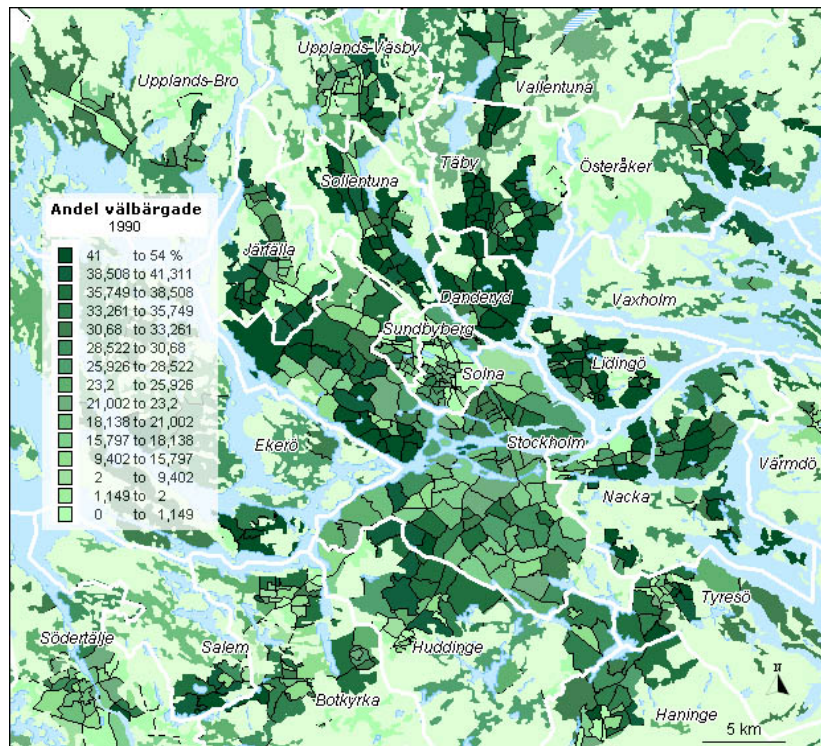 Upplands-Väsby
Upplands-Bro
Vallentuna
Täby
Österåker
Sollentuna
Andel välbärgade
1990
41 to 54 %
38,508 to 41,311
35,749 to 38,508
33,261 to 35,749
30,68 to 33,261
28,522 to 30,68
25,926 to 28,522
23,2 to 25,926
21,002 to 23,2
18,138 to 21,002
15,797 to 18,138
9,402 to 15,797
2 to 9,402
1,149 to 2
0 to 1,149
Järfälla
Danderyd
Vaxholm
Sundbyberg
Lidingö
Solna
Ekerö
Stockholm
Värmdö
Nacka
Tyresö
Södertälje
Salem
Huddinge
Botkyrka
N
Haninge
5 km